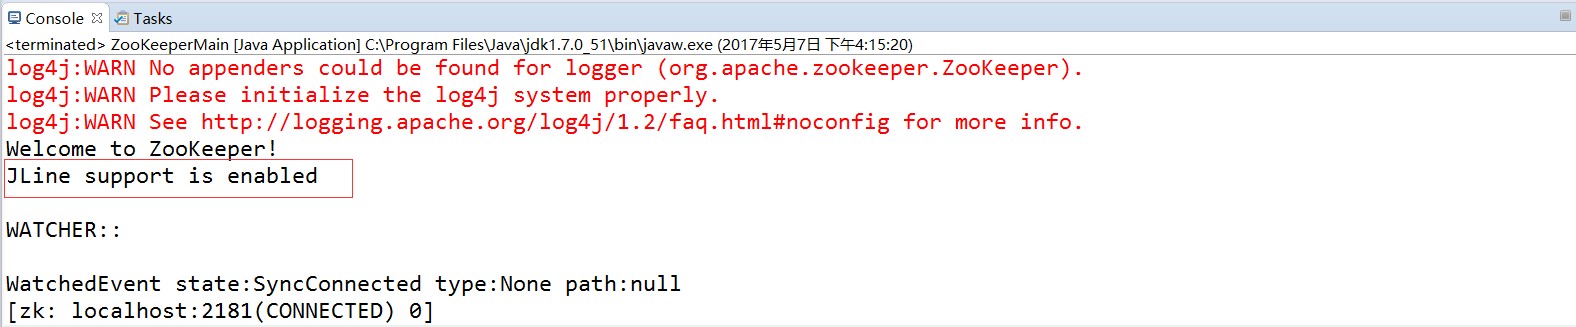 Console Tasks
<terminated> ZooKeeperMain [Java Application] C:\Program Files\Java\jdk1.7.0_51\bin\javaw.exe (2017年5月7日 下午4:15:20)
log4j:WARN No appenders could be found for logger (org.apache.zookeeper.ZooKeeper).
log4j:WARN Please initialize the log4j system properly.
log4j:WARN See http://logging.apache.org/log4j/1.2/faq.html#noconfig for more info.
Welcome to ZooKeeper!
JLine support is enabled
WATCHER::
WatchedEvent state:SyncConnected type:None path:null
[zk: localhost:2181(CONNECTED) 0]